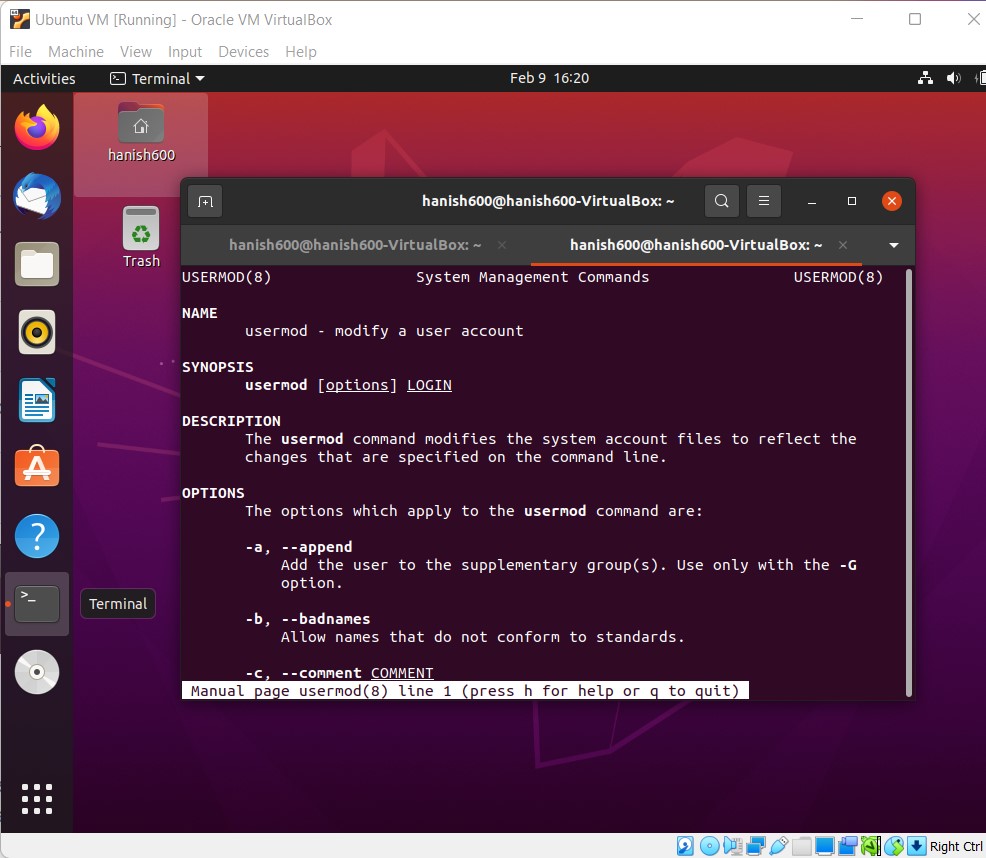 Ubuntu VM [Running] - Oracle VM VirtualBox
File Machine View Input Devices Help
Activities Terminal Feb 9 16:20
hanish600
Trash
hanish600@hanish600-VirtualBox: ~
hanish600@hanish600-VirtualBox: ~ hanish600@hanish600-VirtualBox: ~
USERMOD(8) System Management Commands USERMOD(8)
NAME
usermod - modify a user account
SYNOPSIS
usermod [options] LOGIN
DESCRIPTION
The usermod command modifies the system account files to reflect the
changes that are specified on the command line.
OPTIONS
The options which apply to the usermod command are:
-a, --append
Add the user to the supplementary group(s). Use only with the -G
option.
-b, --badnames
Allow names that do not conform to standards.
-c, --comment COMMENT
Manual page usermod(8) line 1 (press h for help or q to quit)
Terminal
Right Ctrl